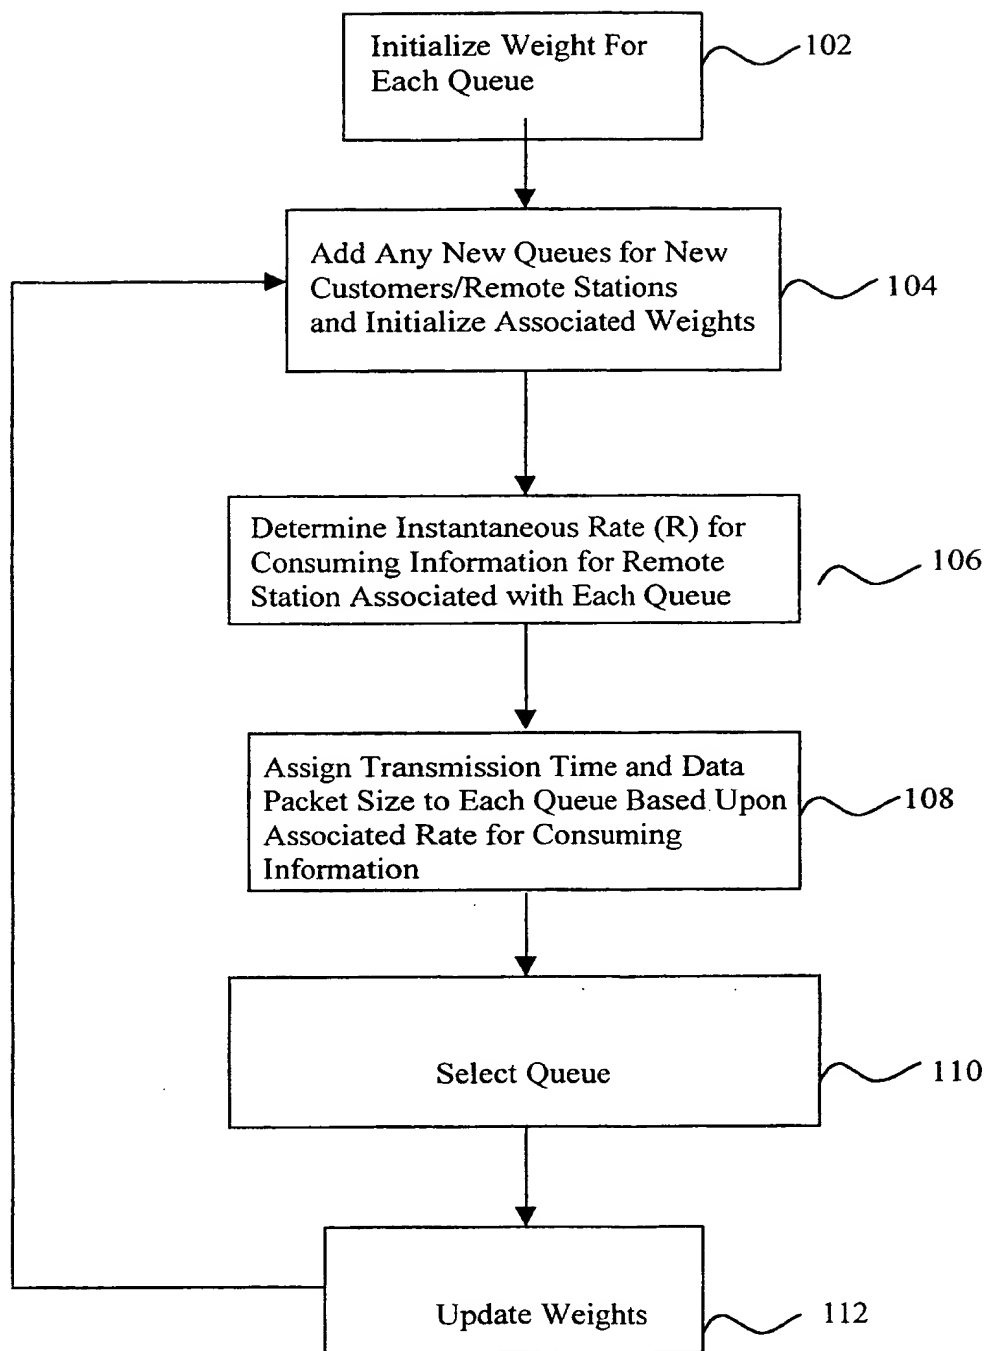 Initialize Weight For
Each Queue
102
Add Any New Queues for New
Customers/Remote Stations
and Initialize Associated Weights
104
Determine Instantaneous Rate (R) for
Consuming Information for Remote
Station Associated with Each Queue
106
Assign Transmission Time and Data
Packet Size to Each Queue Based Upon
Associated Rate for Consuming
Information
108
Select Queue
110
Update Weights
112